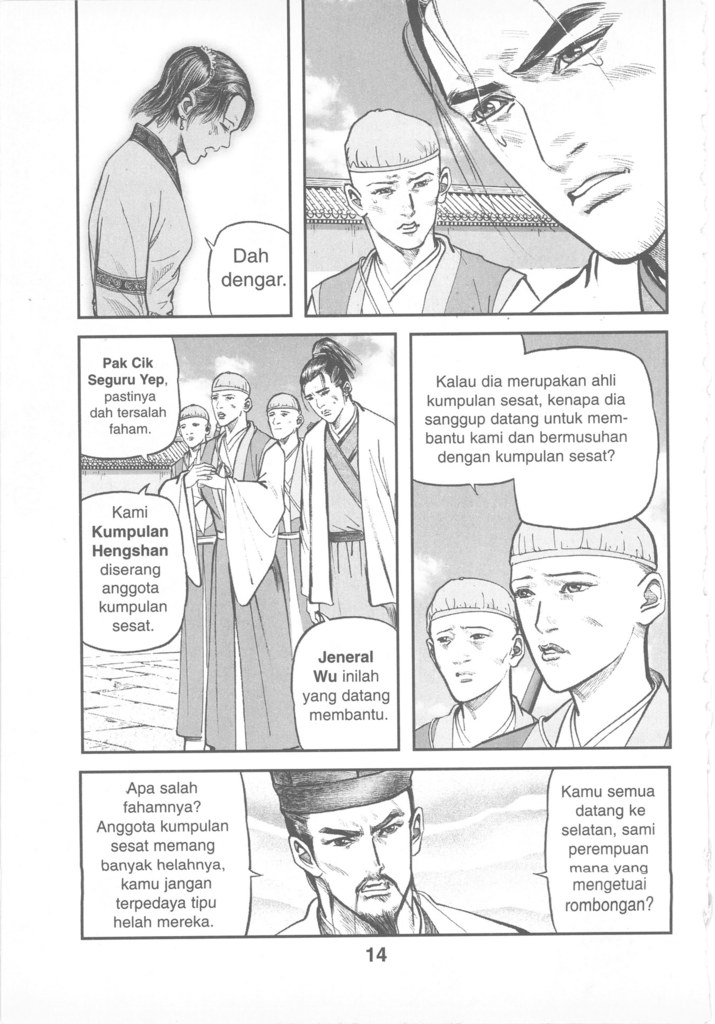 Dah
dengar.
Pak Cik
Seguru Yep,
pastinya
dah tersalah
faham.
Kami
Kumpulan
Hengshan
diserang
anggota
kumpulan
sesat.
Jeneral
Wu inilah
yang datang
membantu.
Kalau dia merupakan ahli
kumpulan sesat, kenapa dia
sanggup datang untuk mem-
bantu kami dan bermusuhan
dengan kumpulan sesat?
Apa salah
fahamnya?
Anggota kumpulan
sesat memang
banyak helahnya,
kamu jangan
terpedaya tipu
helah mereka.
Kamu semua
datang ke
selatan, sami
perempuan
mana yang
mengetuai
rombongan?
14